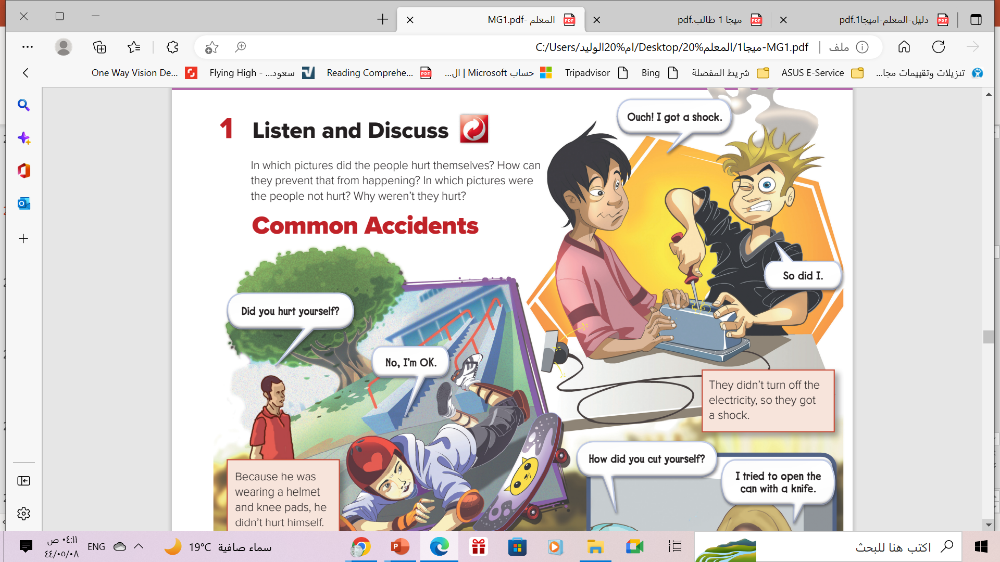 المعلم -MG1.pdf
ميجا 1 طالب.pdf
دليل-المعلم-اميجا1.pdf
ملف
C:/Users/ام%20الوليد/Desktop/ميجا1/المعلم%20-MG1.pdf
One Way Vision De...
Flying High - سعود...
Reading Comprehe...
حساب Microsoft | ال...
Tripadvisor
Bing
شريط المفضلة
ASUS E-Service
تنزيلات وتقييمات مجا...
1 Listen and Discuss
In which pictures did the people hurt themselves? How can
they prevent that from happening? In which pictures were
the people not hurt? Why weren't they hurt?
Common Accidents
Ouch! I got a shock.
So did I.
They didn't turn off the
electricity, so they got
a shock.
Did you hurt yourself?
No, I'm OK.
Because he was
wearing a helmet
and knee pads, he
didn't hurt himself.
How did you cut yourself?
I tried to open the
can with a knife.
٠٤:١١ ص
٤٤/٠٥/٠٨
ENG
19°C سماء صافية
اكتب هنا للبحث